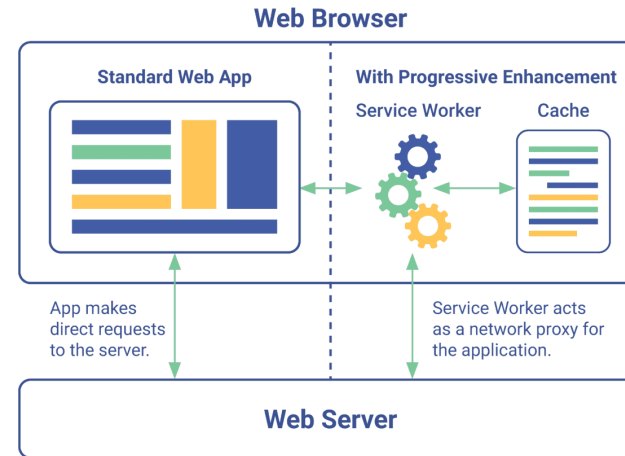 Web Browser
Standard Web App
With Progressive Enhancement
Service Worker
Cache
App makes
direct requests
to the server.
Service Worker acts
as a network proxy for
the application.
Web Server